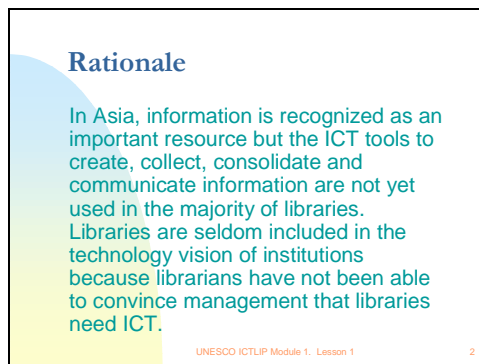 Rationale
In Asia, information is recognized as an
important resource but the ICT tools to
create, collect, consolidate and
communicate information are not yet
used in the majority of libraries.
Libraries are seldom included in the
technology vision of institutions
because librarians have not been able
to convince management that libraries
need ICT.
UNESCO ICTLIP Module 1. Lesson 1 2